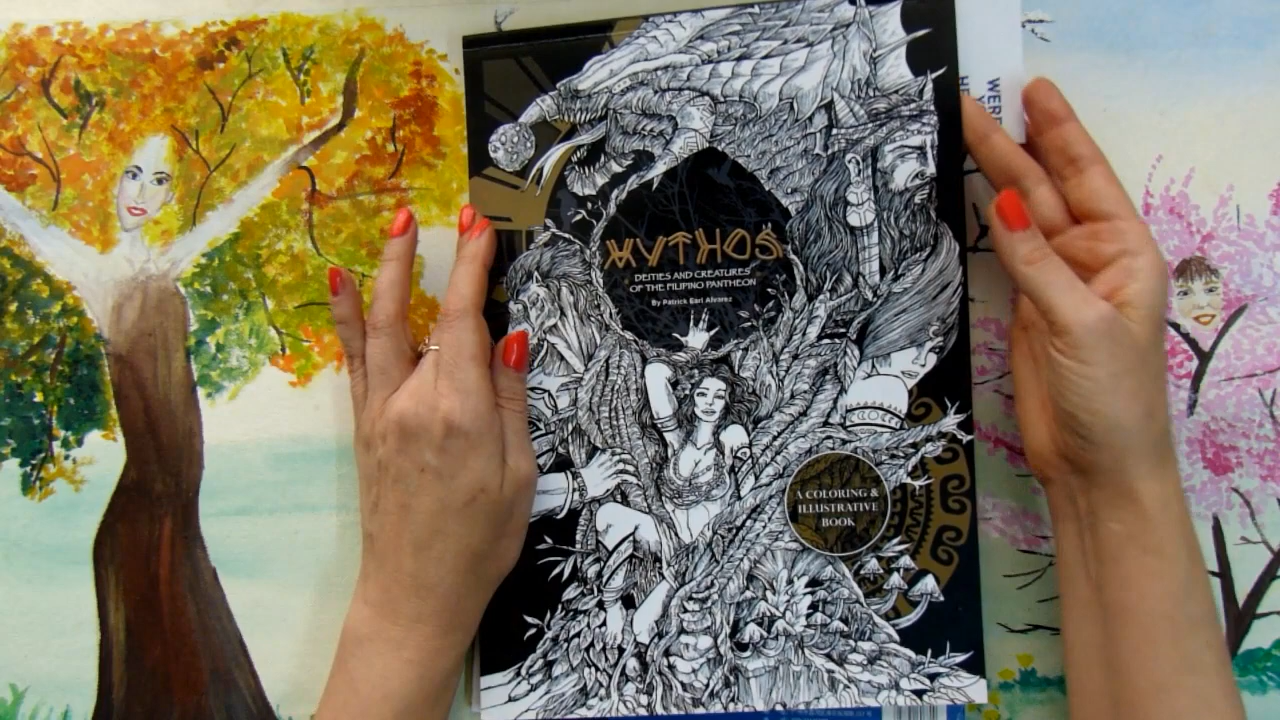 MYTHOS
DEITIES AND CREATURES
OF THE FILIPINO PANTHEON
By Patrick Earl Alvarez
A COLORING &
ILLUSTRATIVE
BOOK